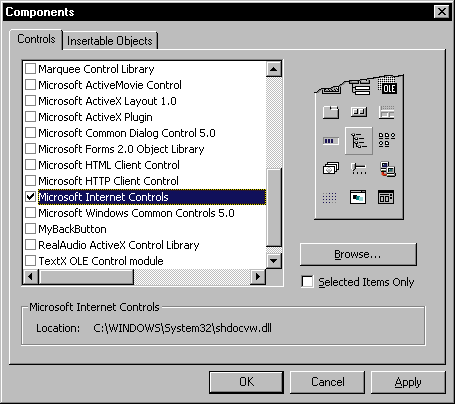 Components
Controls
Insertable Objects
Marquee Control Library
Microsoft ActiveMovie Control
Microsoft ActiveX Layout 1.0
Microsoft ActiveX Plugin
Microsoft Common Dialog Control 5.0
Microsoft Forms 2.0 Object Library
Microsoft HTML Client Control
Microsoft HTTP Client Control
Microsoft Internet Controls
Microsoft Windows Common Controls 5.0
MyBackButton
RealAudio ActiveX Control Library
TextX OLE Control module
OLE
Browse...
Selected Items Only
Microsoft Internet Controls
Location: C:\WINDOWS\System32\shdocvw.dll
OK
Cancel
Apply